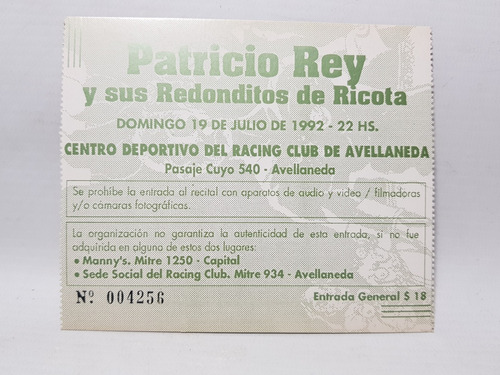 Patricio Rey
y sus Redonditos de Ricota
DOMINGO 19 DE JULIO DE 1992 - 22 HS.
CENTRO DEPORTIVO DEL RACING CLUB DE AVELLANEDA
Pasaje Cuyo 540 - Avellaneda
Se prohíbe la entrada al recital con aparatos de audio y video / filmadoras
y/o cámaras fotográficas.
La organización no garantiza la autenticidad de esta entrada, si no fue
adquirida en alguno de estos dos lugares:
• Manny's. Mitre 1250 - Capital
• Sede Social del Racing Club. Mitre 934 - Avellaneda
Nº 004256
Entrada General $ 18